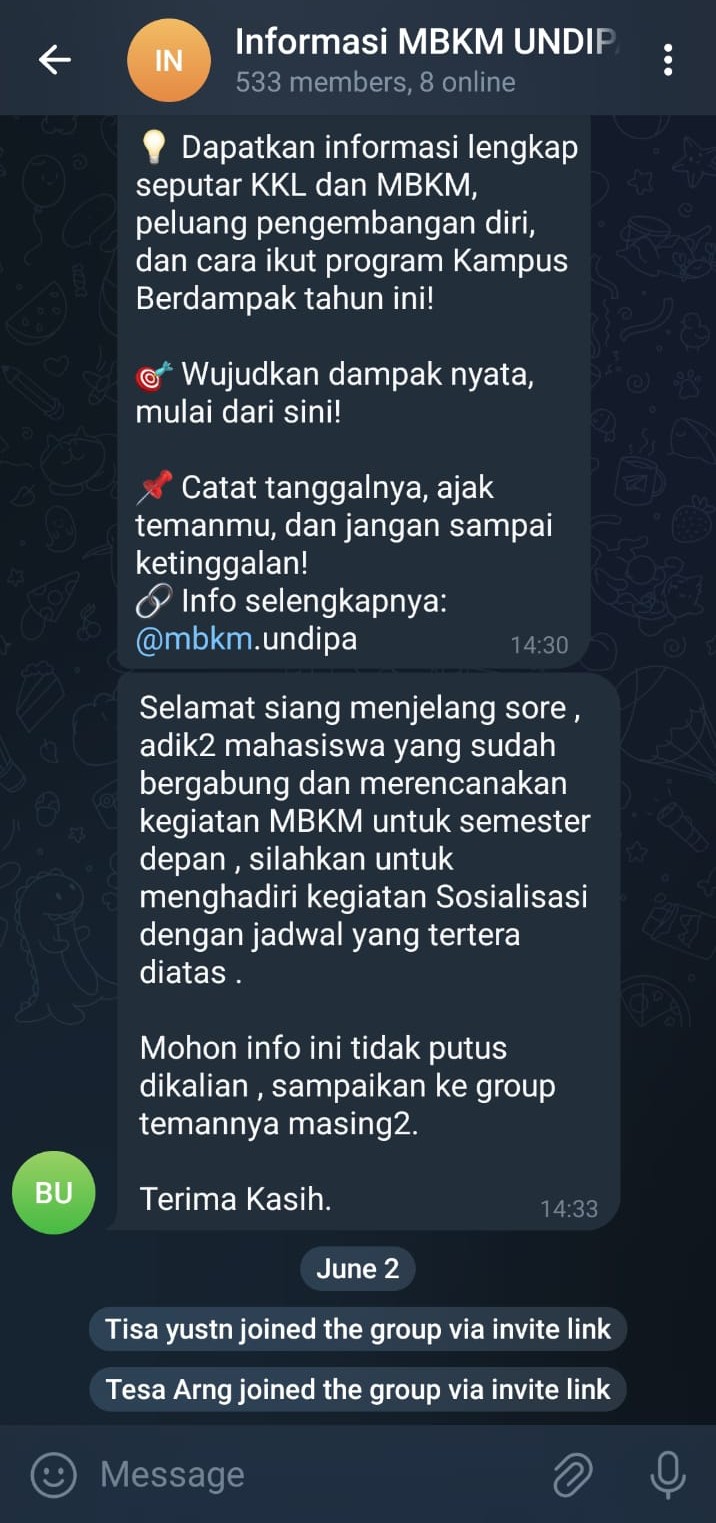 IN
Informasi MBKM UNDIP
533 members, 8 online
💡 Dapatkan informasi lengkap
seputar KKL dan MBKM,
peluang pengembangan diri,
dan cara ikut program Kampus
Berdampak tahun ini!
🎯 Wujudkan dampak nyata,
mulai dari sini!
📌 Catat tanggalnya, ajak
temanmu, dan jangan sampai
ketinggalan!
🔗 Info selengkapnya:
@mbkm.undipa
14:30
Selamat siang menjelang sore ,
adik2 mahasiswa yang sudah
bergabung dan merencanakan
kegiatan MBKM untuk semester
depan , silahkan untuk
menghadiri kegiatan Sosialisasi
dengan jadwal yang tertera
diatas .
Mohon info ini tidak putus
dikalian , sampaikan ke group
temannya masing2.
Terima Kasih.
14:33
BU
June 2
Tisa yustn joined the group via invite link
Tesa Arng joined the group via invite link
Message